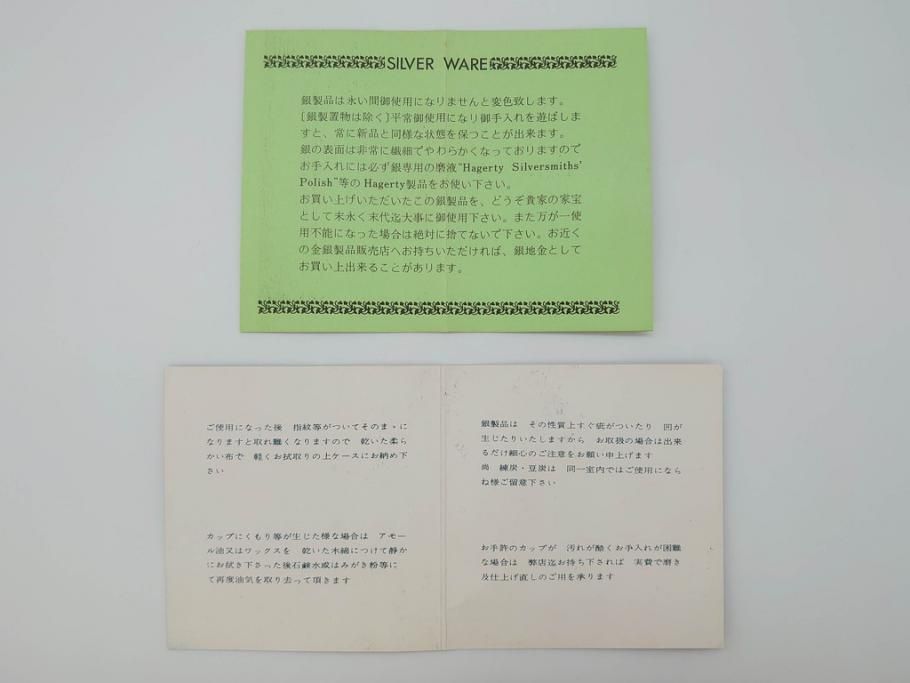 SILVER WARE
銀製品は永い間御使用になりませんと変色致します。
〔銀製置物は除く〕平常御使用になり御手入れを遊ばしま
すと、常に新品と同様な状態を保つことが出来ます。
銀の表面は非常に繊細でやわらかくなっておりますので
お手入れには必ず銀専用の磨液"Hagerty Silversmiths'
Polish"等の Hagerty製品をお使い下さい。
お買い上げいただいたこの銀製品を、どうぞ貴家の家宝
として末永く末代迄大事に御使用下さい。また万が一使
用不能になった場合は絶対に捨てないで下さい。お近く
の金銀製品販売店へお持ちいただければ、銀地金として
お買い上出来ることがあります。
ご使用になった後 指紋等がついてそのまゝに
なりますと取れ難くなりますので 乾いた柔ら
かい布で 軽くお拭取りの上ケースにお納め下
さい
カップにくもり等が生じた様な場合は アモー
ル油又はワックスを 乾いた木綿につけて静か
にお拭き下さった後石鹸水或はみがき粉等に
て再度油気を取り去って頂きます
銀製品は その性質上すぐ疵がついたり 凹が
生じたりいたしますから お取扱の場合は出来
るだけ細心のご注意をお願い申上げます
尚 練炭・豆炭は 同一室内ではご使用になら
ね様ご留意下さい
お手許のカップが 汚れが酷くお手入れが困難
な場合は 弊店迄お持ち下されば 実費で磨き
及仕上げ直しのご用を承ります